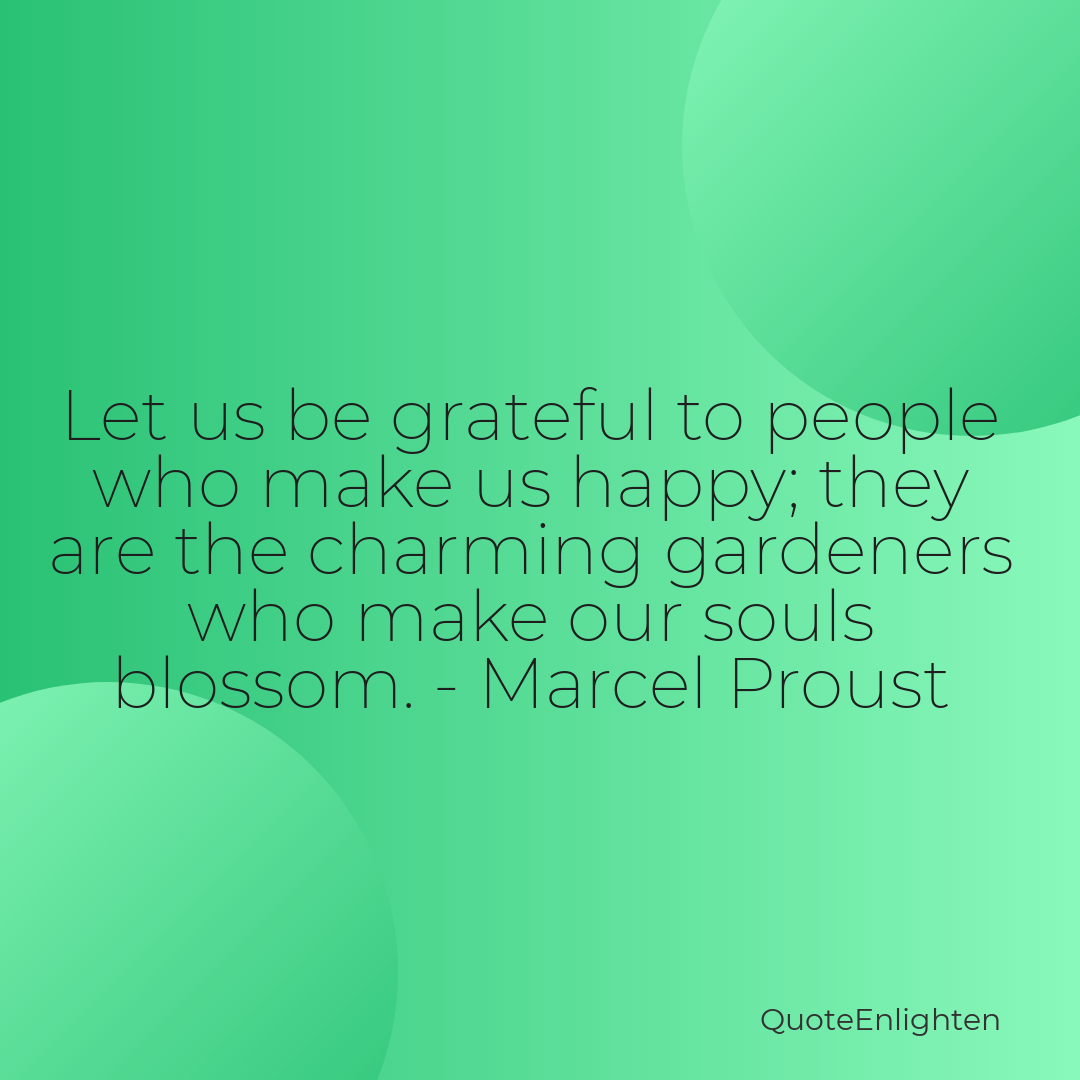 Let us be grateful to people
who make us happy; they
are the charming gardeners
who make our souls
blossom. - Marcel Proust
QuoteEnlighten